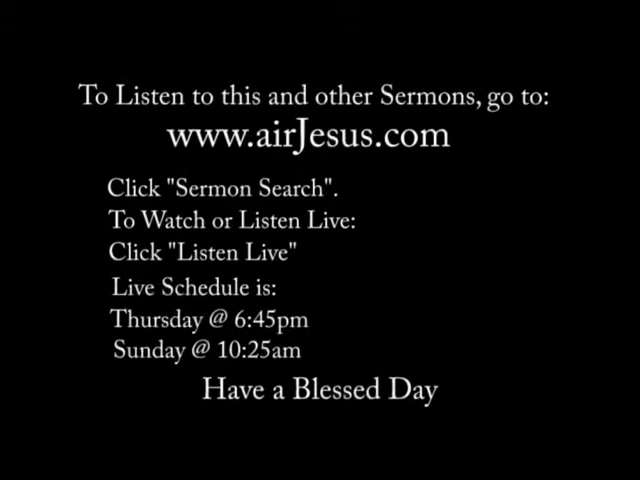 To Listen to this and other Sermons, go to:
www.airJesus.com
Click "Sermon Search".
To Watch or Listen Live:
Click "Listen Live"
Live Schedule is:
Thursday @ 6:45pm
Sunday @ 10:25am
Have a Blessed Day